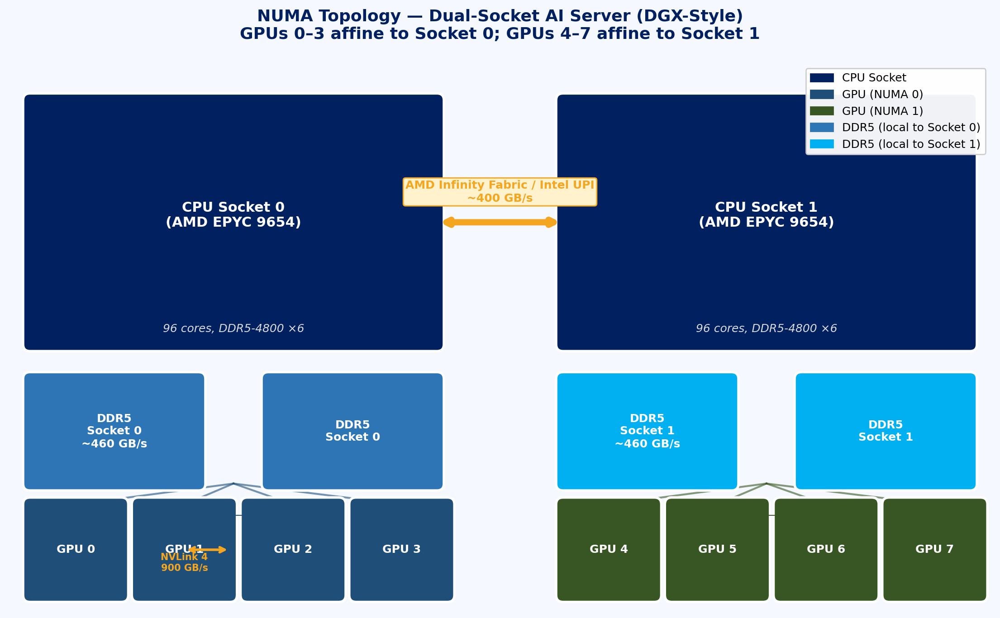 NUMA Topology — Dual-Socket AI Server (DGX-Style)
GPUs 0–3 affine to Socket 0; GPUs 4–7 affine to Socket 1
CPU Socket
GPU (NUMA 0)
GPU (NUMA 1)
DDR5 (local to Socket 0)
DDR5 (local to Socket 1)
AMD Infinity Fabric / Intel UPI
~400 GB/s
CPU Socket 0
(AMD EPYC 9654)
96 cores, DDR5-4800 ×6
CPU Socket 1
(AMD EPYC 9654)
96 cores, DDR5-4800 ×6
DDR5
Socket 0
~460 GB/s
DDR5
Socket 0
DDR5
Socket 1
~460 GB/s
DDR5
Socket 1
GPU 0
GPU 1
NVLink 4
900 GB/s
GPU 2
GPU 3
GPU 4
GPU 5
GPU 6
GPU 7